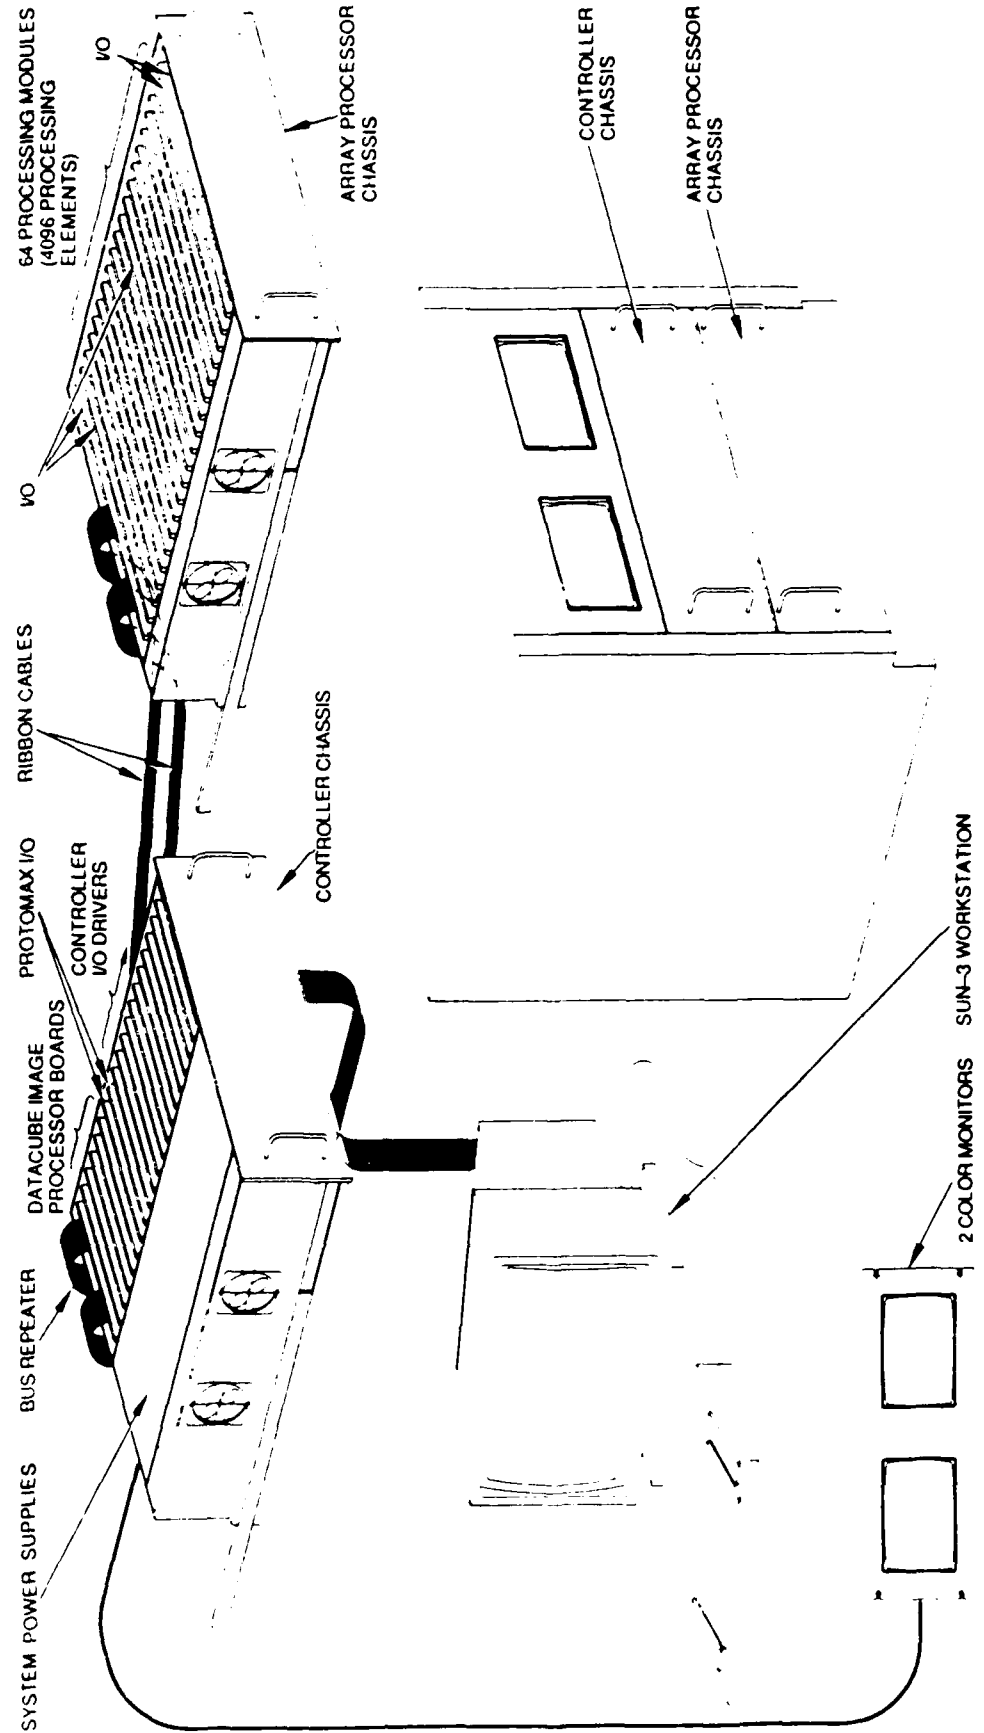 SYSTEM POWER SUPPLIES
BUS REPEATER
DATACUBE IMAGE
PROCESSOR BOARDS
PROTOMAX I/O
CONTROLLER
I/O DRIVERS
RIBBON CABLES
I/O
64 PROCESSING MODULES
(4096 PROCESSING
ELEMENTS)
I/O
CONTROLLER CHASSIS
ARRAY PROCESSOR
CHASSIS
CONTROLLER
CHASSIS
ARRAY PROCESSOR
CHASSIS
2 COLOR MONITORS
SUN-3 WORKSTATION